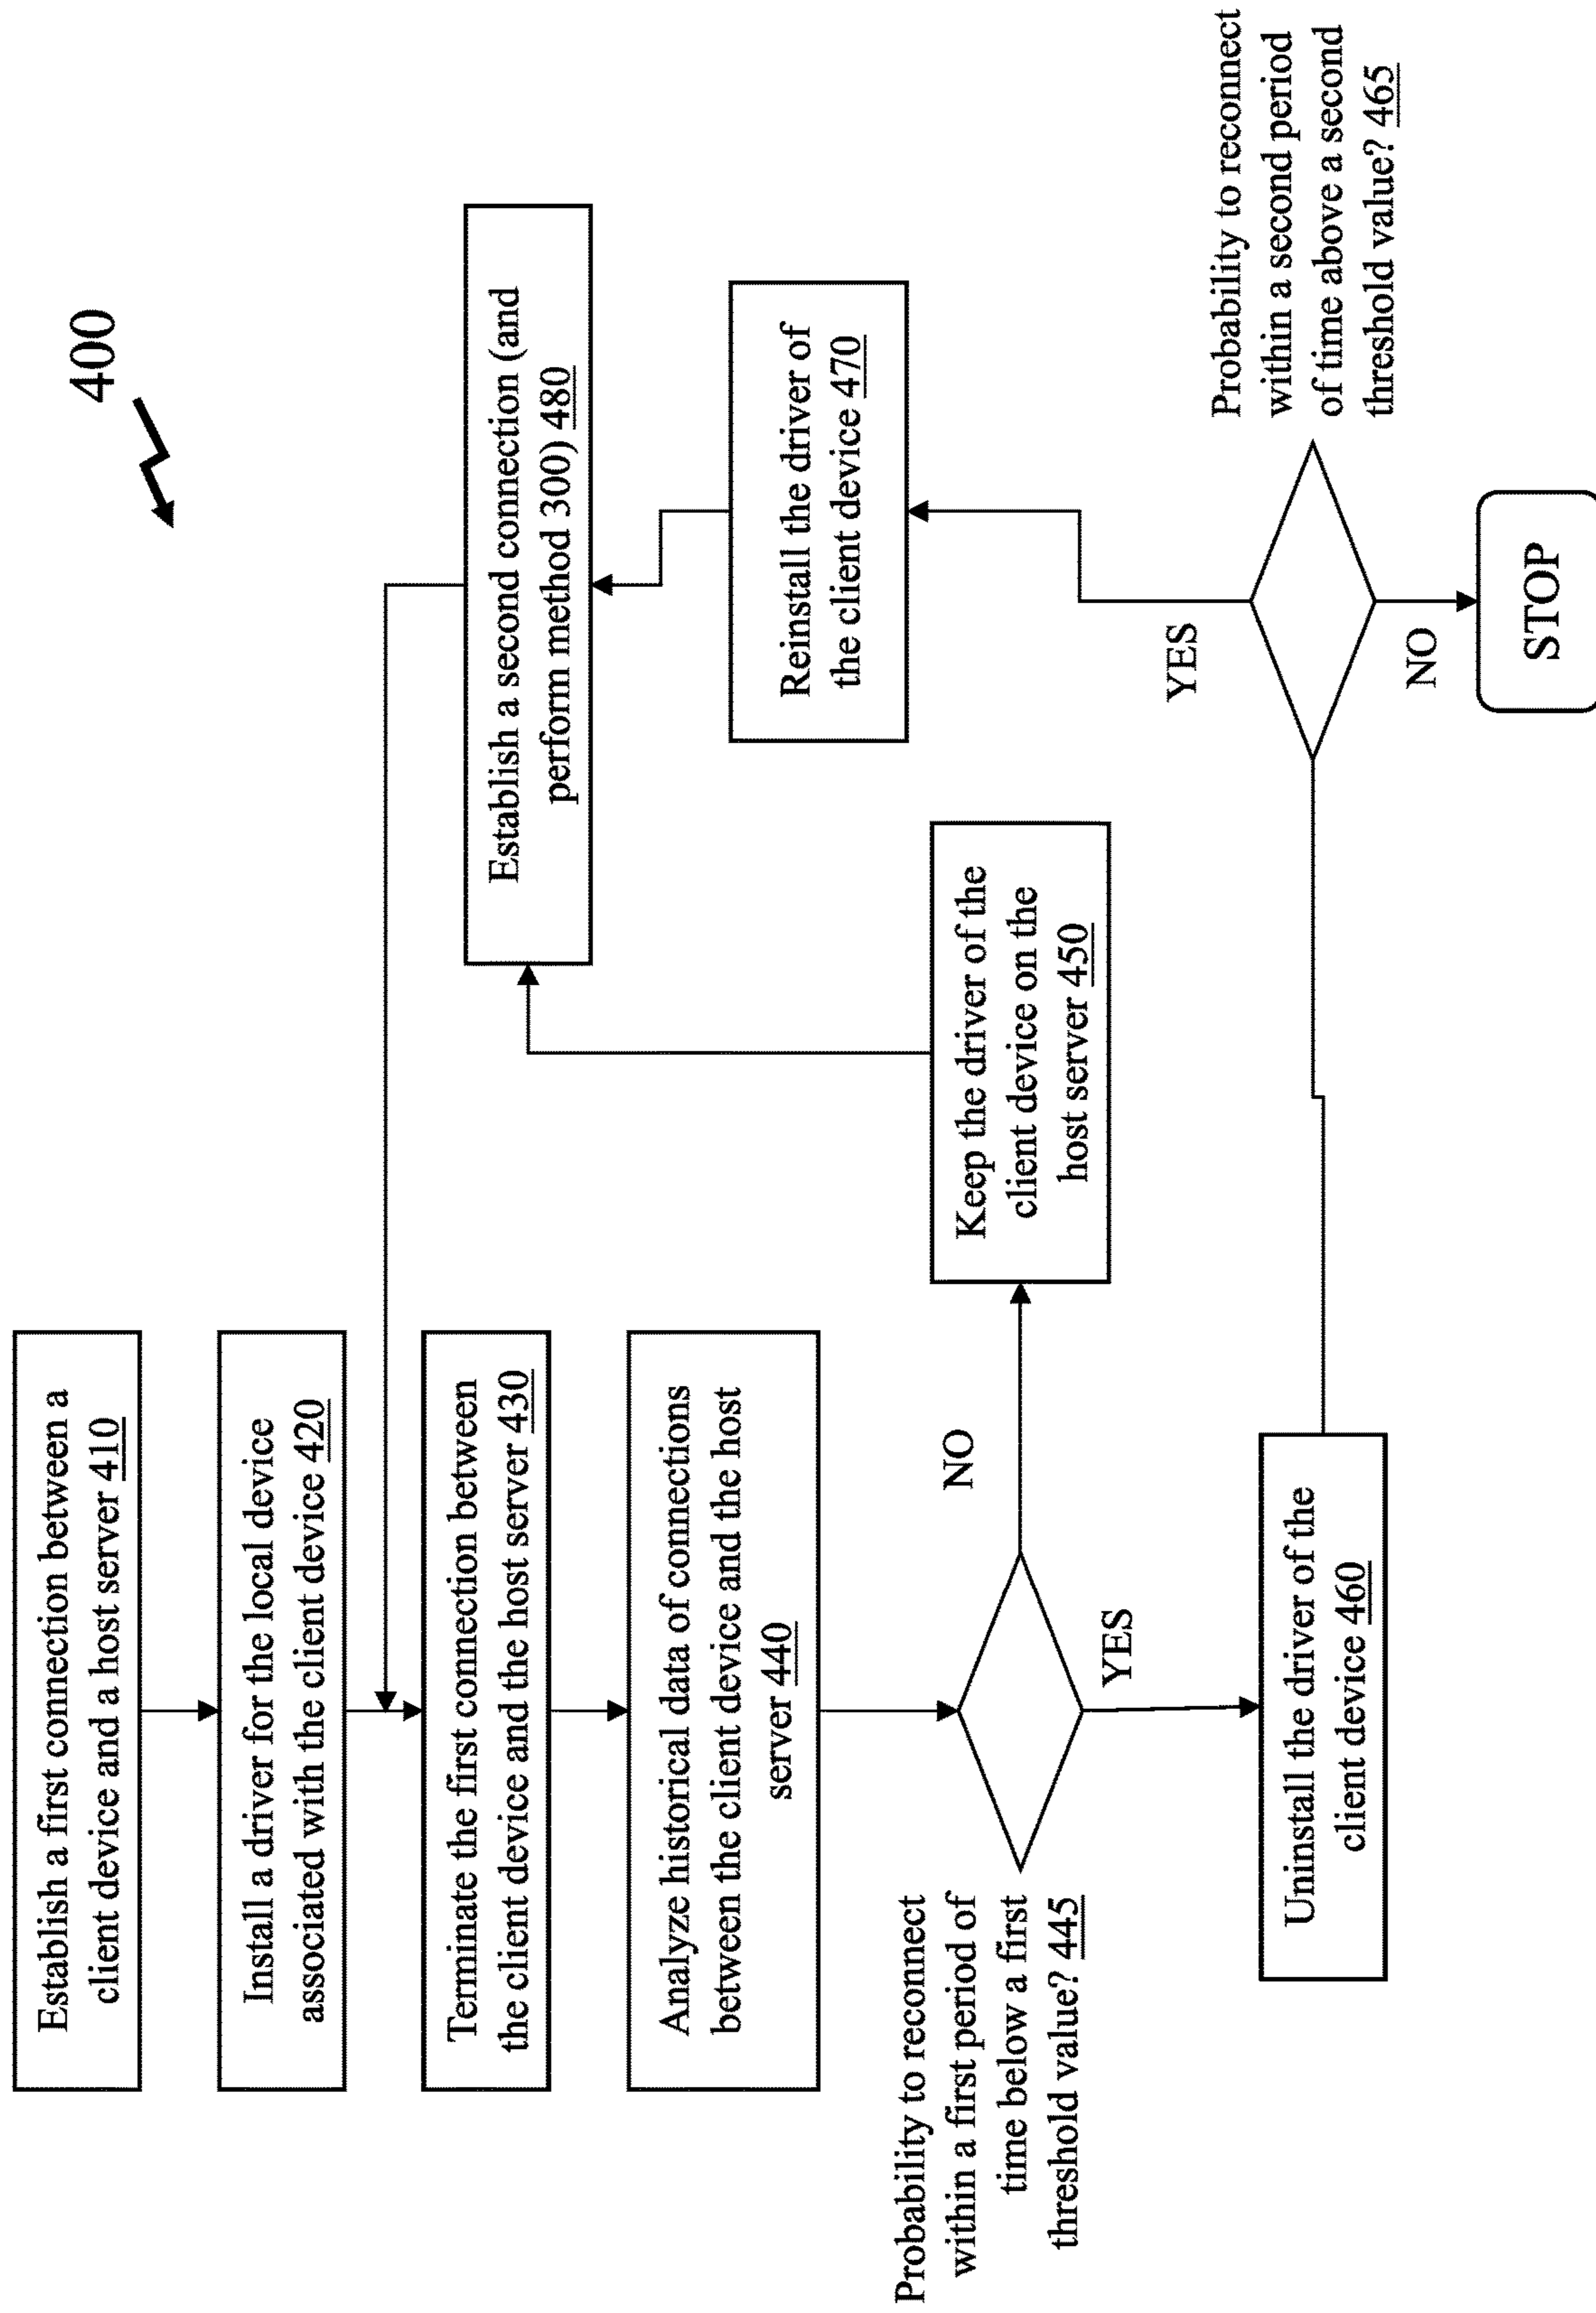 400
Establish a first connection between a
client device and a host server 410
Install a driver for the local device
associated with the client device 420
Terminate the first connection between
the client device and the host server 430
Analyze historical data of connections
between the client device and the host
server 440
Probability to reconnect
within a first period of
time below a first
threshold value? 445
NO
YES
Keep the driver of the
client device on the
host server 450
Uninstall the driver of the
client device 460
Establish a second connection (and
perform method 300) 480
Reinstall the driver of
the client device 470
YES
Probability to reconnect
within a second period
of time above a second
threshold value? 465
NO
STOP